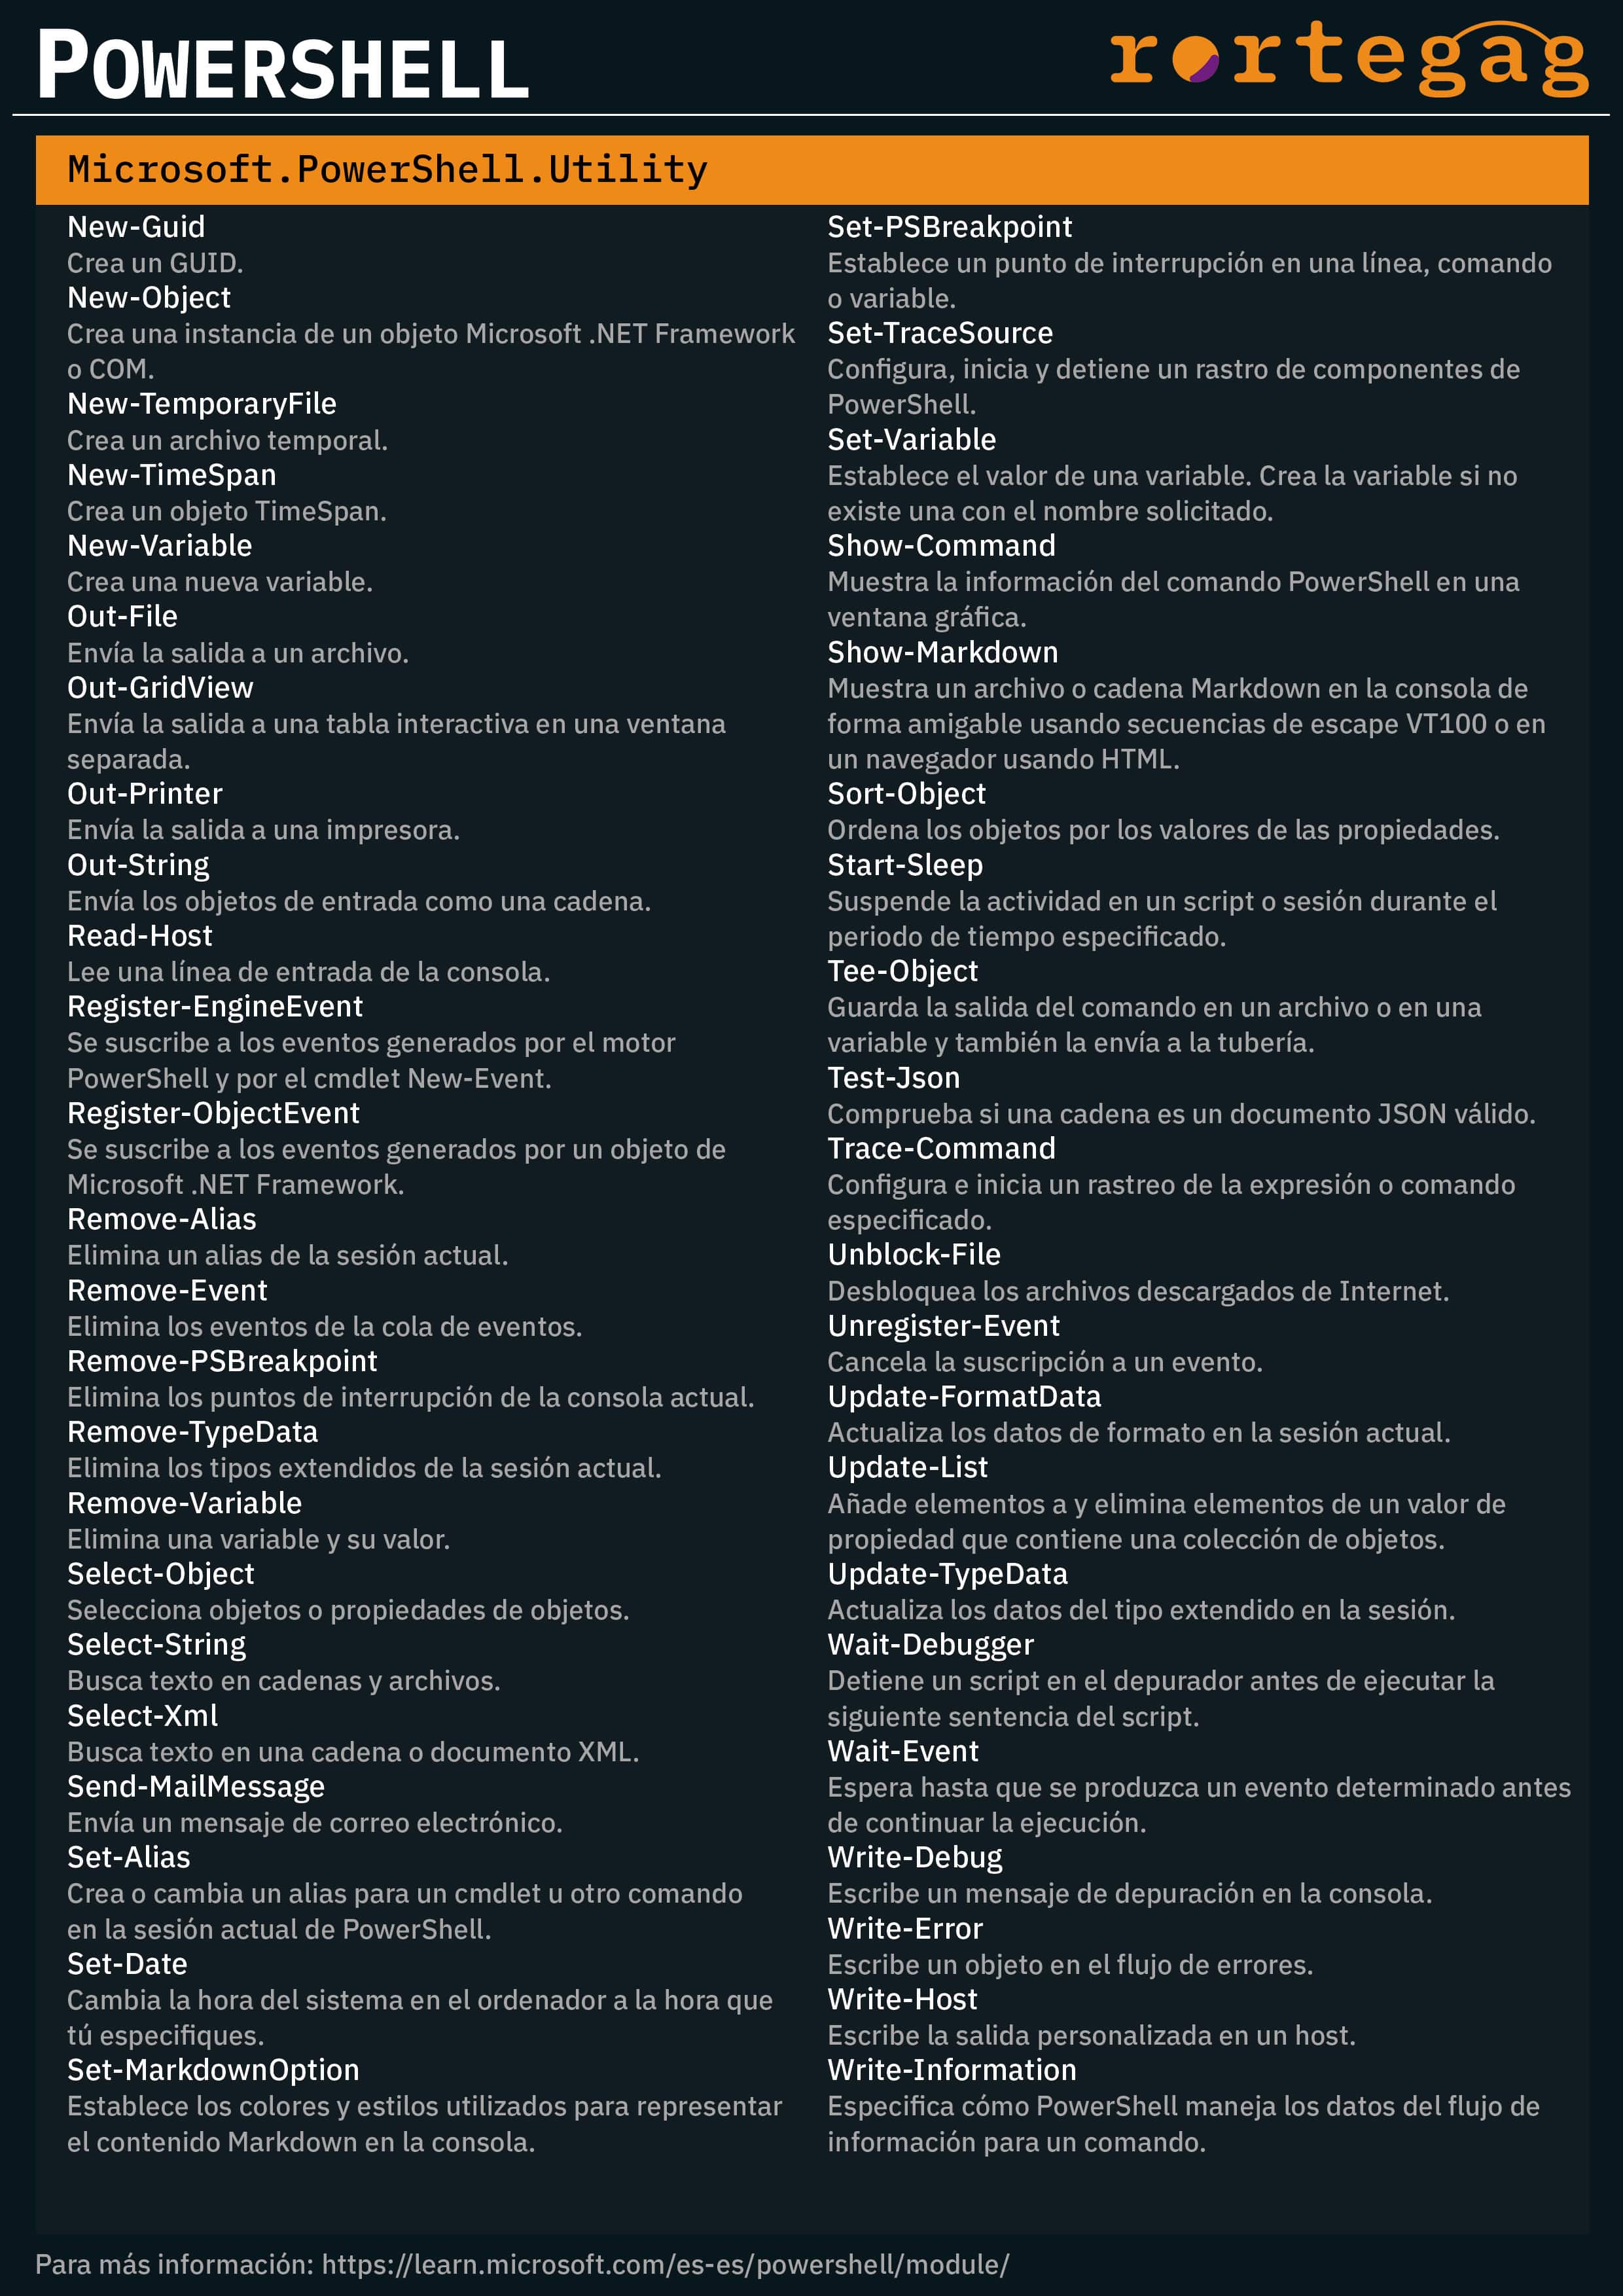 POWERSHELL
rortegag
Microsoft.PowerShell.Utility
New-Guid
Crea un GUID.
New-Object
Crea una instancia de un objeto Microsoft .NET Framework
o COM.
New-TemporaryFile
Crea un archivo temporal.
New-TimeSpan
Crea un objeto TimeSpan.
New-Variable
Crea una nueva variable.
Out-File
Envía la salida a un archivo.
Out-GridView
Envía la salida a una tabla interactiva en una ventana
separada.
Out-Printer
Envía la salida a una impresora.
Out-String
Envía los objetos de entrada como una cadena.
Read-Host
Lee una línea de entrada de la consola.
Register-EngineEvent
Se suscribe a los eventos generados por el motor
PowerShell y por el cmdlet New-Event.
Register-ObjectEvent
Se suscribe a los eventos generados por un objeto de
Microsoft .NET Framework.
Remove-Alias
Elimina un alias de la sesión actual.
Remove-Event
Elimina los eventos de la cola de eventos.
Remove-PSBreakpoint
Elimina los puntos de interrupción de la consola actual.
Remove-TypeData
Elimina los tipos extendidos de la sesión actual.
Remove-Variable
Elimina una variable y su valor.
Select-Object
Selecciona objetos o propiedades de objetos.
Select-String
Busca texto en cadenas y archivos.
Select-Xml
Busca texto en una cadena o documento XML.
Send-MailMessage
Envía un mensaje de correo electrónico.
Set-Alias
Crea o cambia un alias para un cmdlet u otro comando
en la sesión actual de PowerShell.
Set-Date
Cambia la hora del sistema en el ordenador a la hora que
tú especifiques.
Set-MarkdownOption
Establece los colores y estilos utilizados para representar
el contenido Markdown en la consola.
Set-PSBreakpoint
Establece un punto de interrupción en una línea, comando
o variable.
Set-TraceSource
Configura, inicia y detiene un rastro de componentes de
PowerShell.
Set-Variable
Establece el valor de una variable. Crea la variable si no
existe una con el nombre solicitado.
Show-Command
Muestra la información del comando PowerShell en una
ventana gráfica.
Show-Markdown
Muestra un archivo o cadena Markdown en la consola de
forma amigable usando secuencias de escape VT100 o en
un navegador usando HTML.
Sort-Object
Ordena los objetos por los valores de las propiedades.
Start-Sleep
Suspende la actividad en un script o sesión durante el
periodo de tiempo especificado.
Tee-Object
Guarda la salida del comando en un archivo o en una
variable y también la envía a la tubería.
Test-Json
Comprueba si una cadena es un documento JSON válido.
Trace-Command
Configura e inicia un rastreo de la expresión o comando
especificado.
Unblock-File
Desbloquea los archivos descargados de Internet.
Unregister-Event
Cancela la suscripción a un evento.
Update-FormatData
Actualiza los datos de formato en la sesión actual.
Update-List
Añade elementos a y elimina elementos de un valor de
propiedad que contiene una colección de objetos.
Update-TypeData
Actualiza los datos del tipo extendido en la sesión.
Wait-Debugger
Detiene un script en el depurador antes de ejecutar la
siguiente sentencia del script.
Wait-Event
Espera hasta que se produzca un evento determinado antes
de continuar la ejecución.
Write-Debug
Escribe un mensaje de depuración en la consola.
Write-Error
Escribe un objeto en el flujo de errores.
Write-Host
Escribe la salida personalizada en un host.
Write-Information
Especifica cómo PowerShell maneja los datos del flujo de
información para un comando.
Para más información: https://learn.microsoft.com/es-es/powershell/module/